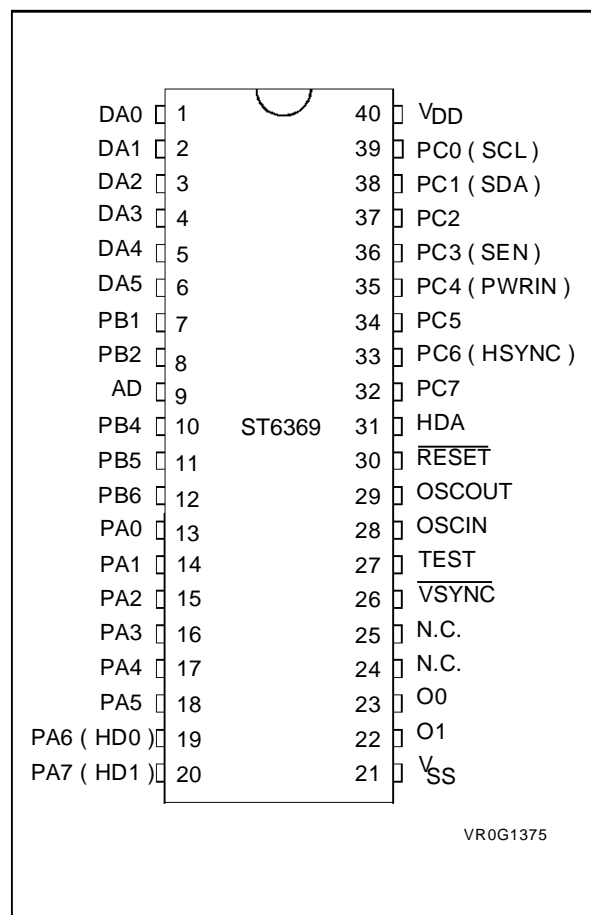 DA0 1 40 VDD
DA1 2 39 PC0 ( SCL )
DA2 3 38 PC1 ( SDA )
DA3 4 37 PC2
DA4 5 36 PC3 ( SEN )
DA5 6 35 PC4 ( PWRIN )
PB1 7 34 PC5
PB2 8 33 PC6 ( HSYNC )
AD 9 32 PC7
PB4 10 ST6369 31 HDA
PB5 11 30 RESET
PB6 12 29 OSCOUT
PA0 13 28 OSCIN
PA1 14 27 TEST
PA2 15 26 VSYNC
PA3 16 25 N.C.
PA4 17 24 N.C.
PA5 18 23 O0
PA6 ( HD0 ) 19 22 O1
PA7 ( HD1 ) 20 21 VSS
VR0G1375